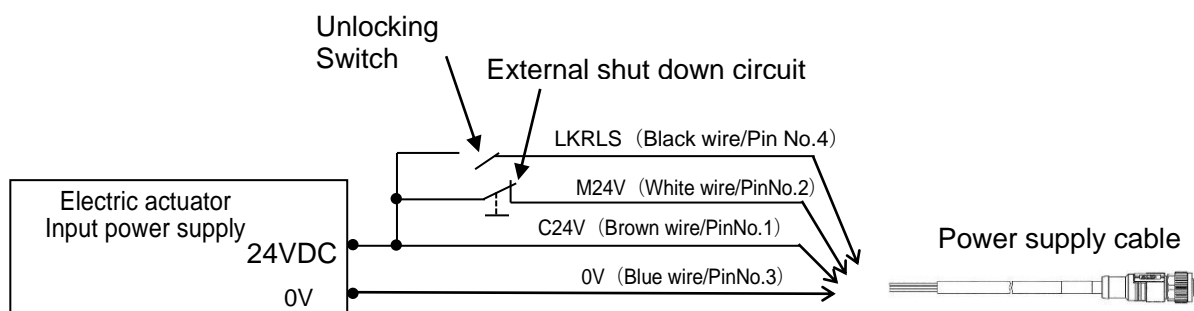 Unlocking
Switch
External shut down circuit
LKRLS（Black wire/Pin No.4）
M24V（White wire/PinNo.2）
Electric actuator
Input power supply
24VDC
C24V（Brown wire/PinNo.1）
Power supply cable
0V
0V（Blue wire/PinNo.3）